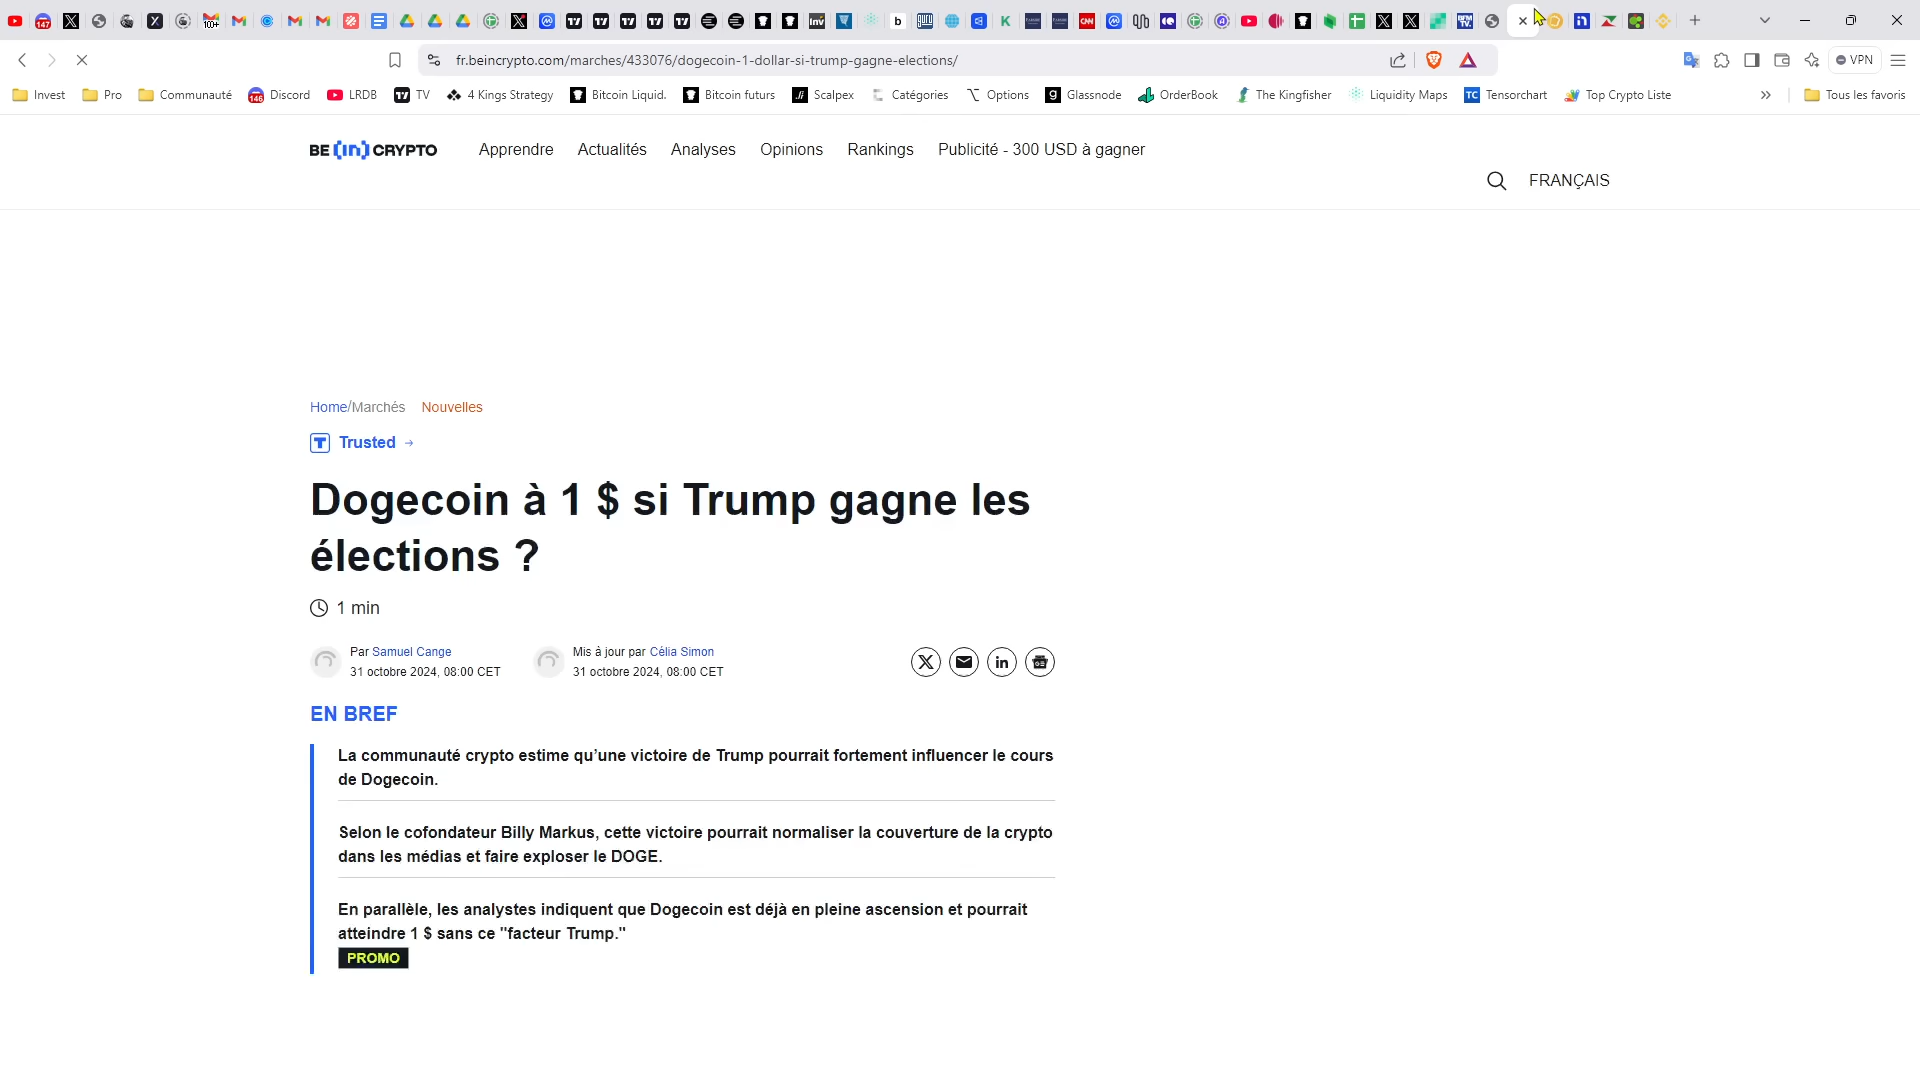 fr.beincrypto.com/marches/433076/dogecoin-1-dollar-si-trump-gagne-elections/
VPN
Invest
Pro
Communauté
146
Discord
LRDB
TV
4 Kings Strategy
Bitcoin Liquid.
Bitcoin futurs
Scalpex
Catégories
Options
Glassnode
OrderBook
The Kingfisher
Liquidity Maps
TC Tensorchart
Top Crypto Liste
Tous les favoris
BE [in] CRYPTO
Apprendre
Actualités
Analyses
Opinions
Rankings
Publicité - 300 USD à gagner
FRANÇAIS
Home/Marchés Nouvelles
T Trusted →
Dogecoin à 1 $ si Trump gagne les
élections ?
1 min
Par Samuel Cange
31 octobre 2024, 08:00 CET
Mis à jour par Célia Simon
31 octobre 2024, 08:00 CET
EN BREF
La communauté crypto estime qu’une victoire de Trump pourrait fortement influencer le cours
de Dogecoin.
Selon le cofondateur Billy Markus, cette victoire pourrait normaliser la couverture de la crypto
dans les médias et faire exploser le DOGE.
En parallèle, les analystes indiquent que Dogecoin est déjà en pleine ascension et pourrait
atteindre 1 $ sans ce "facteur Trump."
PROMO